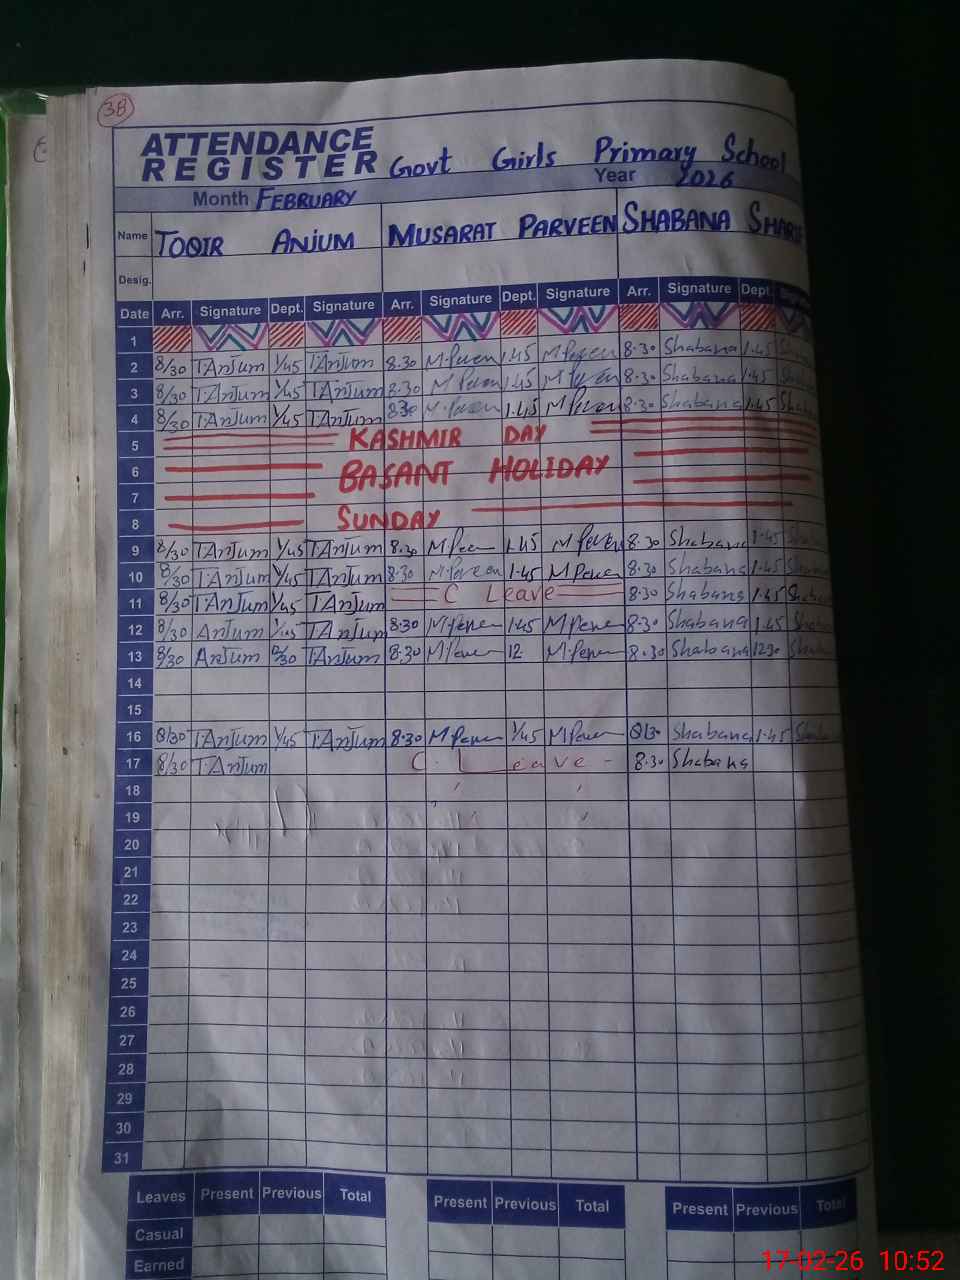 38
ATTENDANCE
REGISTER Govt Girls Primary School
Month FEBRUARY Year 2026
Name TOQIR ANJUM MUSARAT PARVEEN SHABANA
Desig.
Date Arr. Signature Dept. Signature Arr. Signature Dept. Signature Arr. Signature Dept.
1
2 8/30 T.AnJum 1/45 T.AnJum 8.30 1.45 8.30 Shabana 1.45
3 8/30 T.AnJum 1/45 T.AnJum 8.30 1.45 8.30 Shabana 1.45
4 8/30 T.AnJum 1/45 T.AnJum 8.30 1.45 8.30 Shabana 1.45
5 KASHMIR DAY
6 BASANT HOLIDAY
7
8 SUNDAY
9 8/30 T.AnJum 1/45 T.AnJum 8.30 1.45 8.30 Shabana 1.45
10 8/30 T.AnJum 1/45 T.AnJum 8.30 1.45 8.30 Shabana 1.45
11 8/30 T.AnJum 1/45 T.AnJum C Leave 8.30 Shabana 1.45
12 8/30 AnJum 1/45 T.AnJum 8.30 1.45 8.30 Shabana 1.45
13 8/30 AnJum 12/30 T.AnJum 8.30 12 8.30 Shabana 12.30
14
15
16 8/30 T.AnJum 1/45 T.AnJum 8.30 1/45 8/30 Shabana 1.45
17 8/30 T.AnJum C. Leave 8.30 Shabana
18
19
20
21
22
23
24
25
26
27
28
29
30
31
Leaves Present Previous Total Present Previous Total Present Previous Total
Casual
Earned
17-02-26 10:52